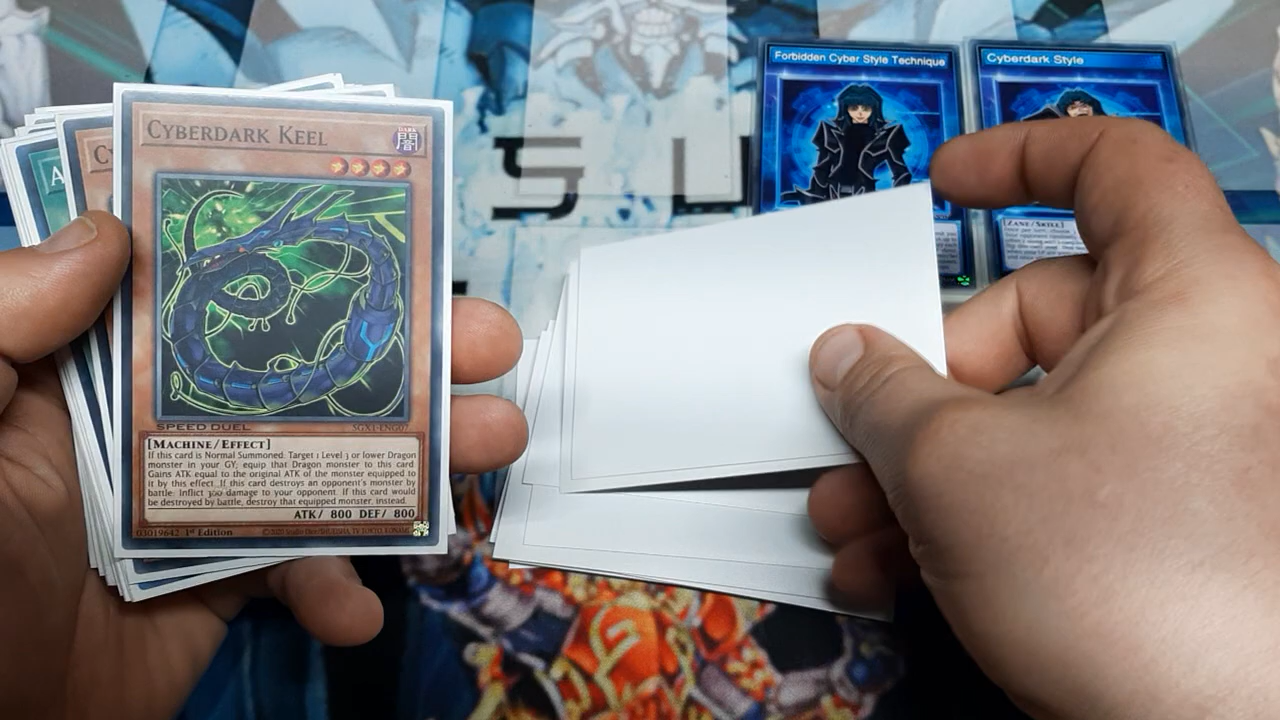 CYBERDARK KEEL
DARK
闇
SPEED DUEL
SGX1-ENG07
[MACHINE/EFFECT]
If this card is Normal Summoned: Target 1 Level 3 or lower Dragon
monster in your GY; equip that Dragon monster to this card.
Gains ATK equal to the original ATK of the monster equipped to
it by this effect. If this card destroys an opponent's monster by
battle: Inflict 300 damage to your opponent. If this card would
be destroyed by battle, destroy that equipped monster, instead.
ATK/ 800 DEF/ 800
03019642 1st Edition
A
C
Forbidden Cyber Style Technique
Cyberdark Style
[ZANE/SKILL]